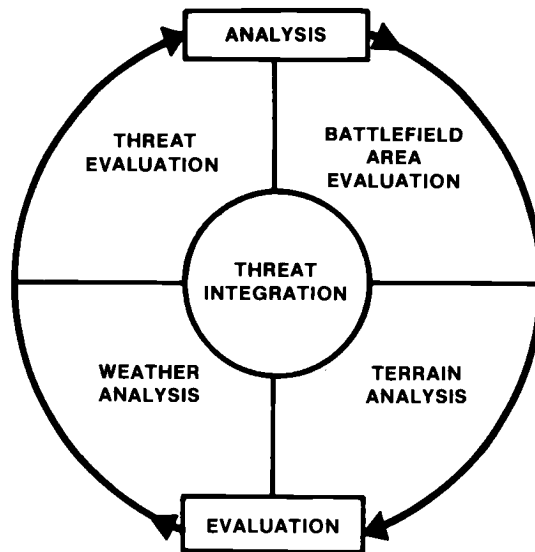 ANALYSIS
THREAT
EVALUATION
BATTLEFIELD
AREA
EVALUATION
THREAT
INTEGRATION
WEATHER
ANALYSIS
TERRAIN
ANALYSIS
EVALUATION